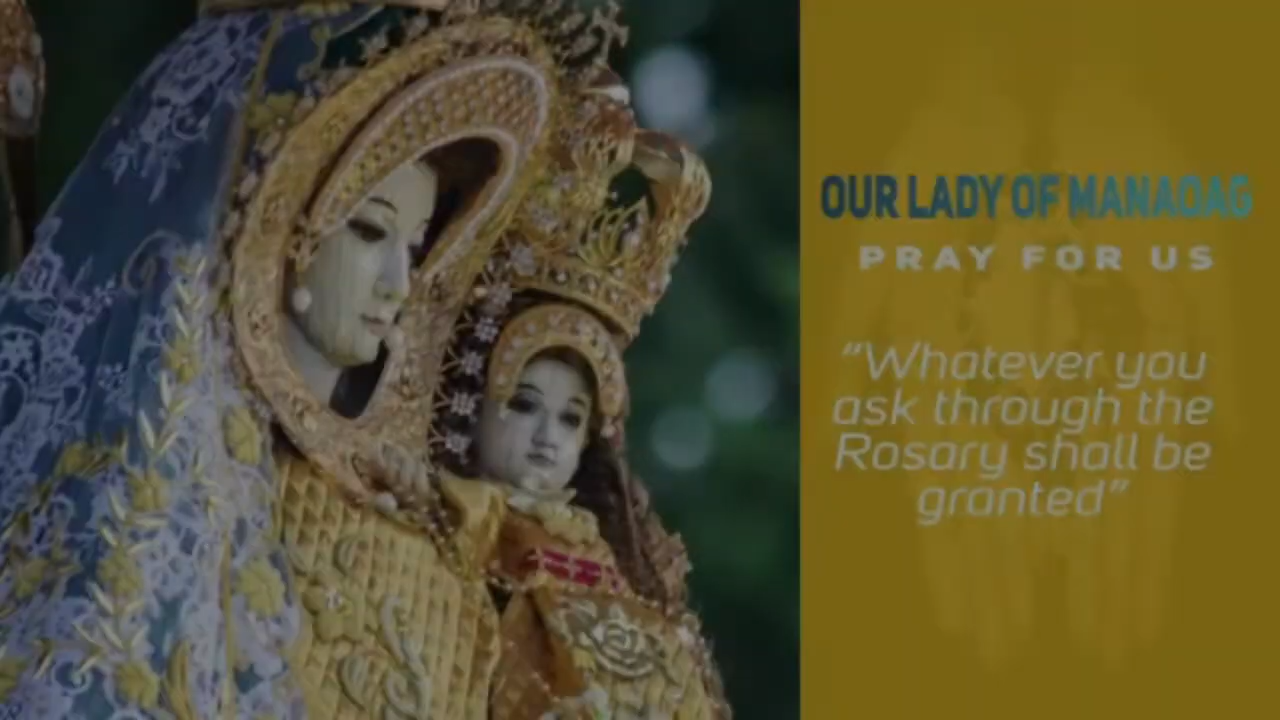 OUR LADY OF MANAOAG
PRAY FOR US
“Whatever you
ask through the
Rosary shall be
granted”